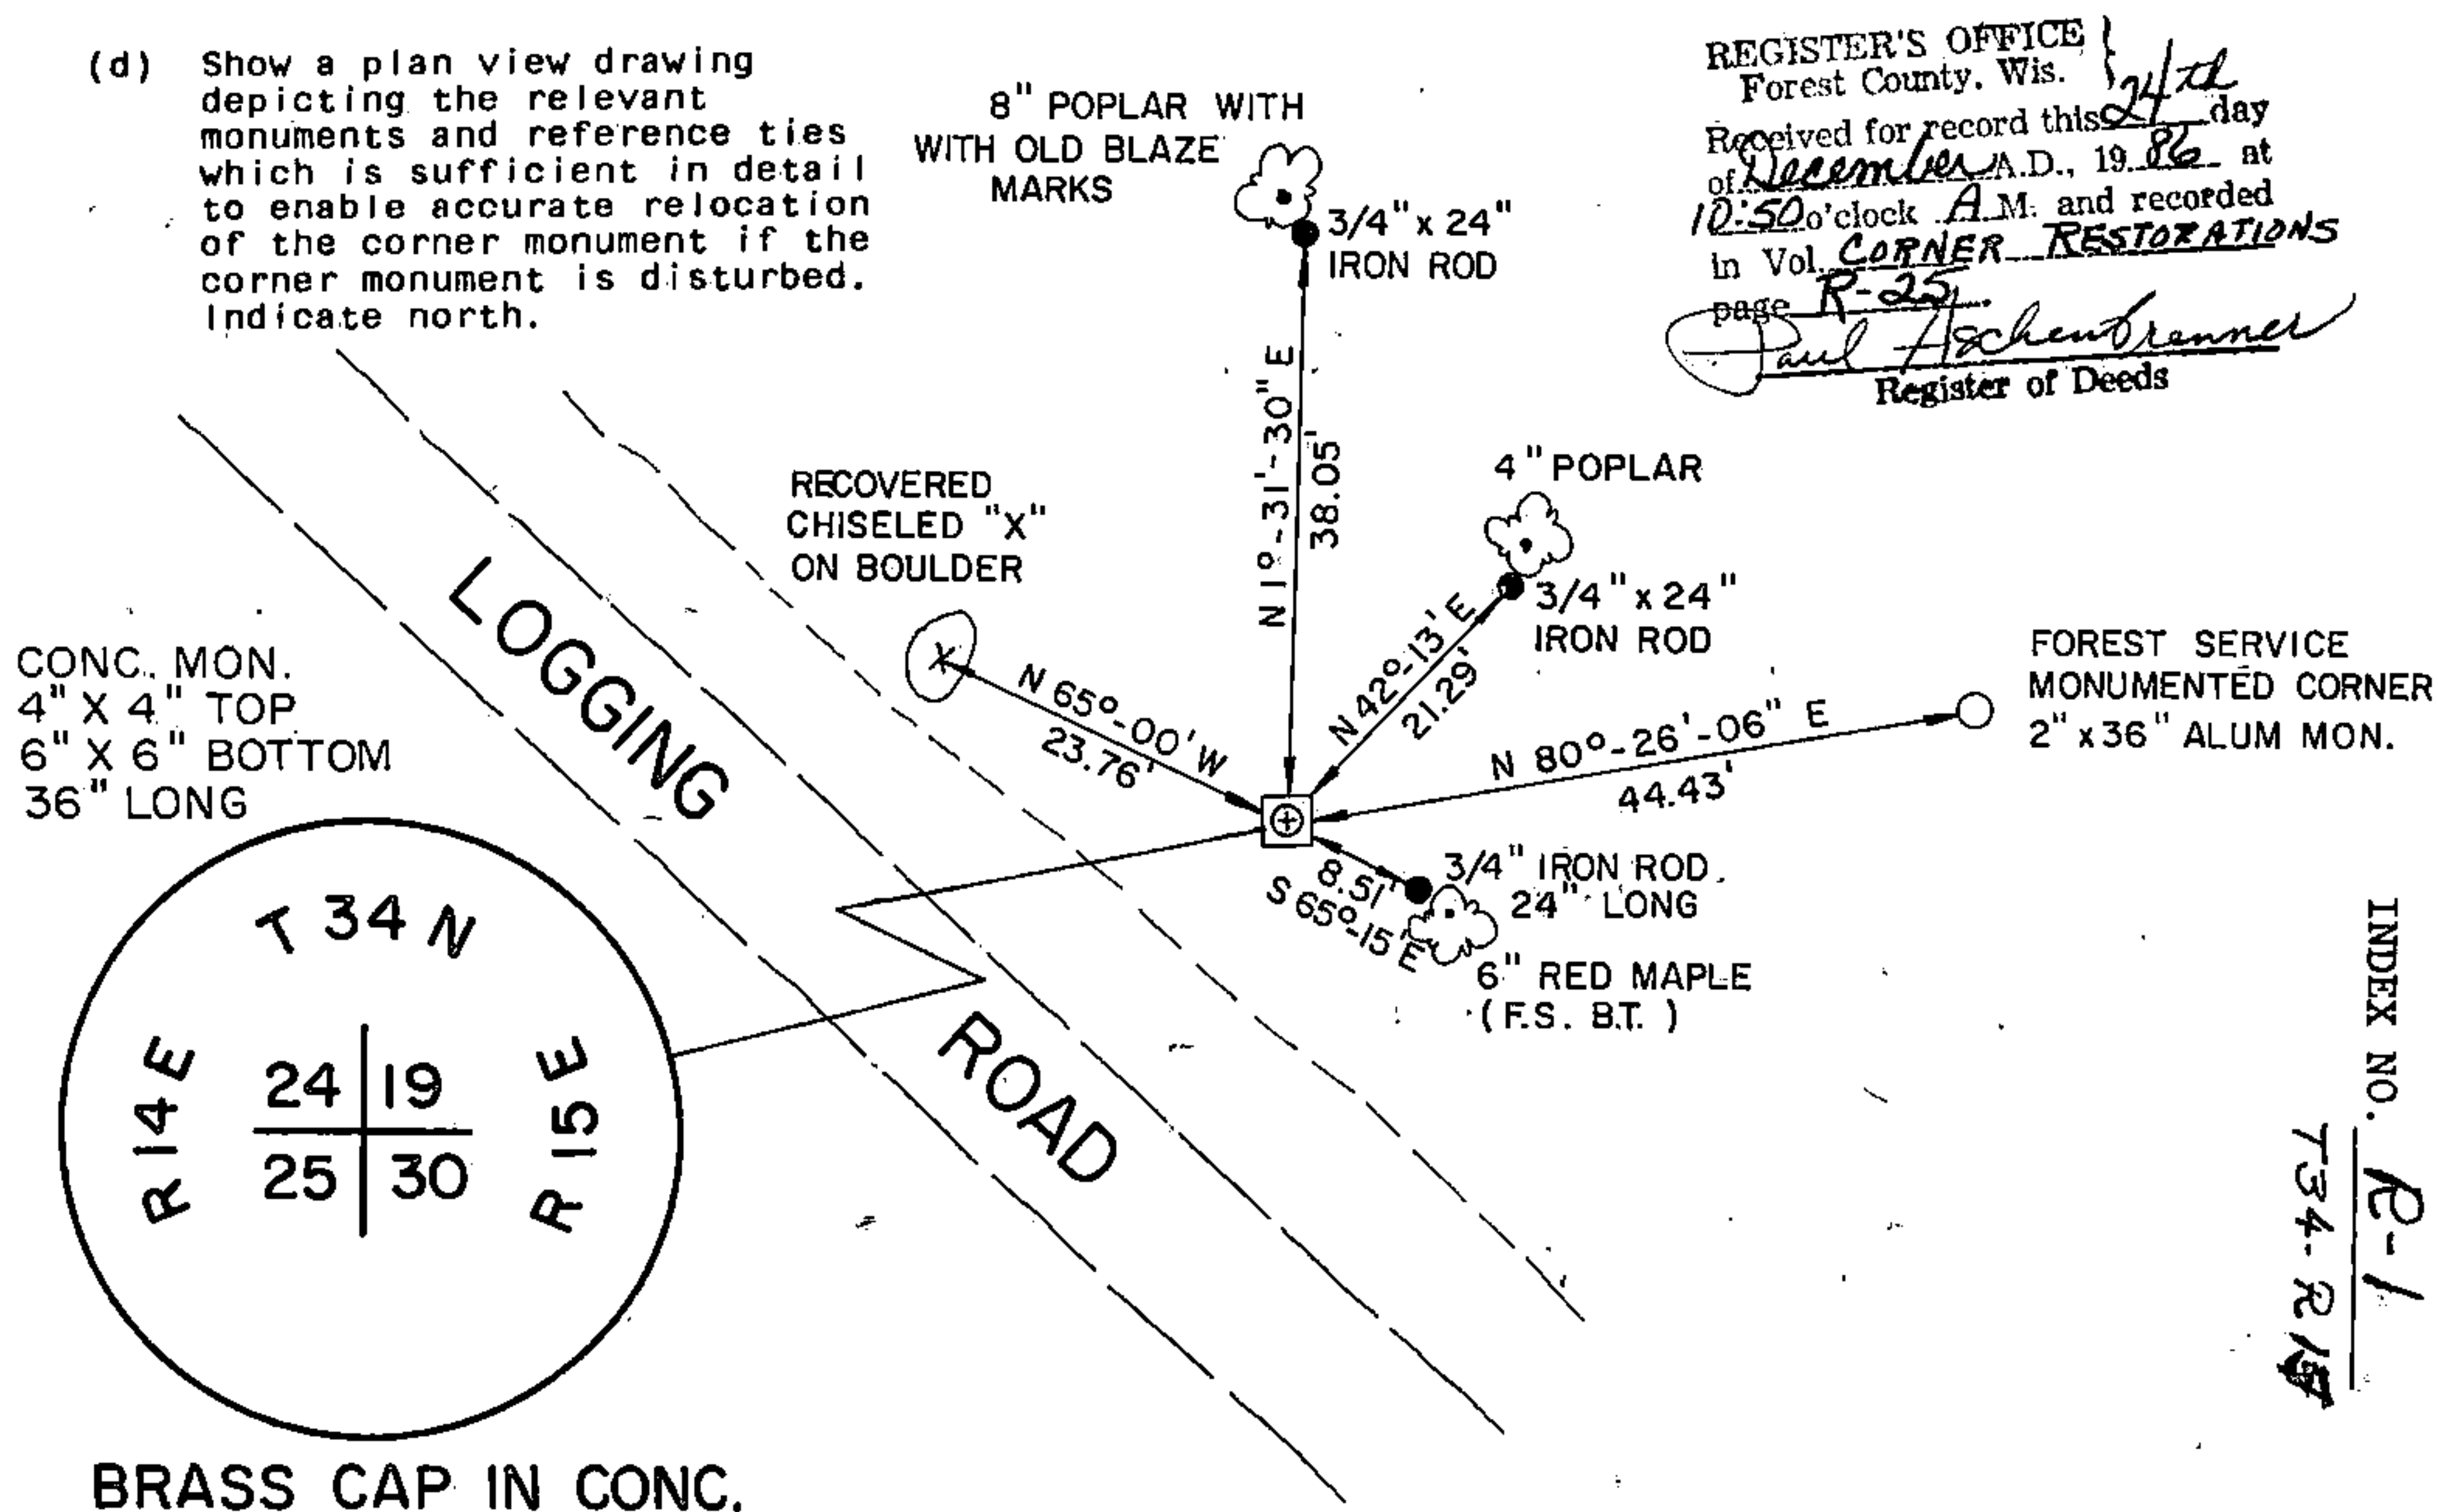 (d) Show a plan view drawing
depicting the relevant
monuments and reference ties
which is sufficient in detail
to enable accurate relocation
of the corner monument if the
corner monument is disturbed.
Indicate north.
8" POPLAR WITH
WITH OLD BLAZE
MARKS
3/4" x 24"
IRON ROD
REGISTER'S OFFICE
Forest County, Wis.
Received for record this 24th day
of December A.D., 19 86 at
10:50 o'clock A.M. and recorded
in Vol. CORNER RESTORATIONS
page R-25
Paul Aschenbrenner
Register of Deeds
N 1°-31'-30" E
38.05'
RECOVERED
CHISELED "X"
ON BOULDER
X
4" POPLAR
3/4" x 24"
IRON ROD
N 42°-13' E
21.29'
N 65°-00' W
23.76'
FOREST SERVICE
MONUMENTED CORNER
2" x 36" ALUM MON.
N 80°-26'-06" E
44.43'
3/4" IRON ROD
24" LONG
8.51'
S 65°-15' E
6" RED MAPLE
(F.S. B.T.)
LOGGING
ROAD
CONC. MON.
4" X 4" TOP
6" X 6" BOTTOM
36" LONG
T 34 N
R 14 E
R 15 E
24 19
25 30
BRASS CAP IN CONC.
INDEX NO. R-1
T34-R